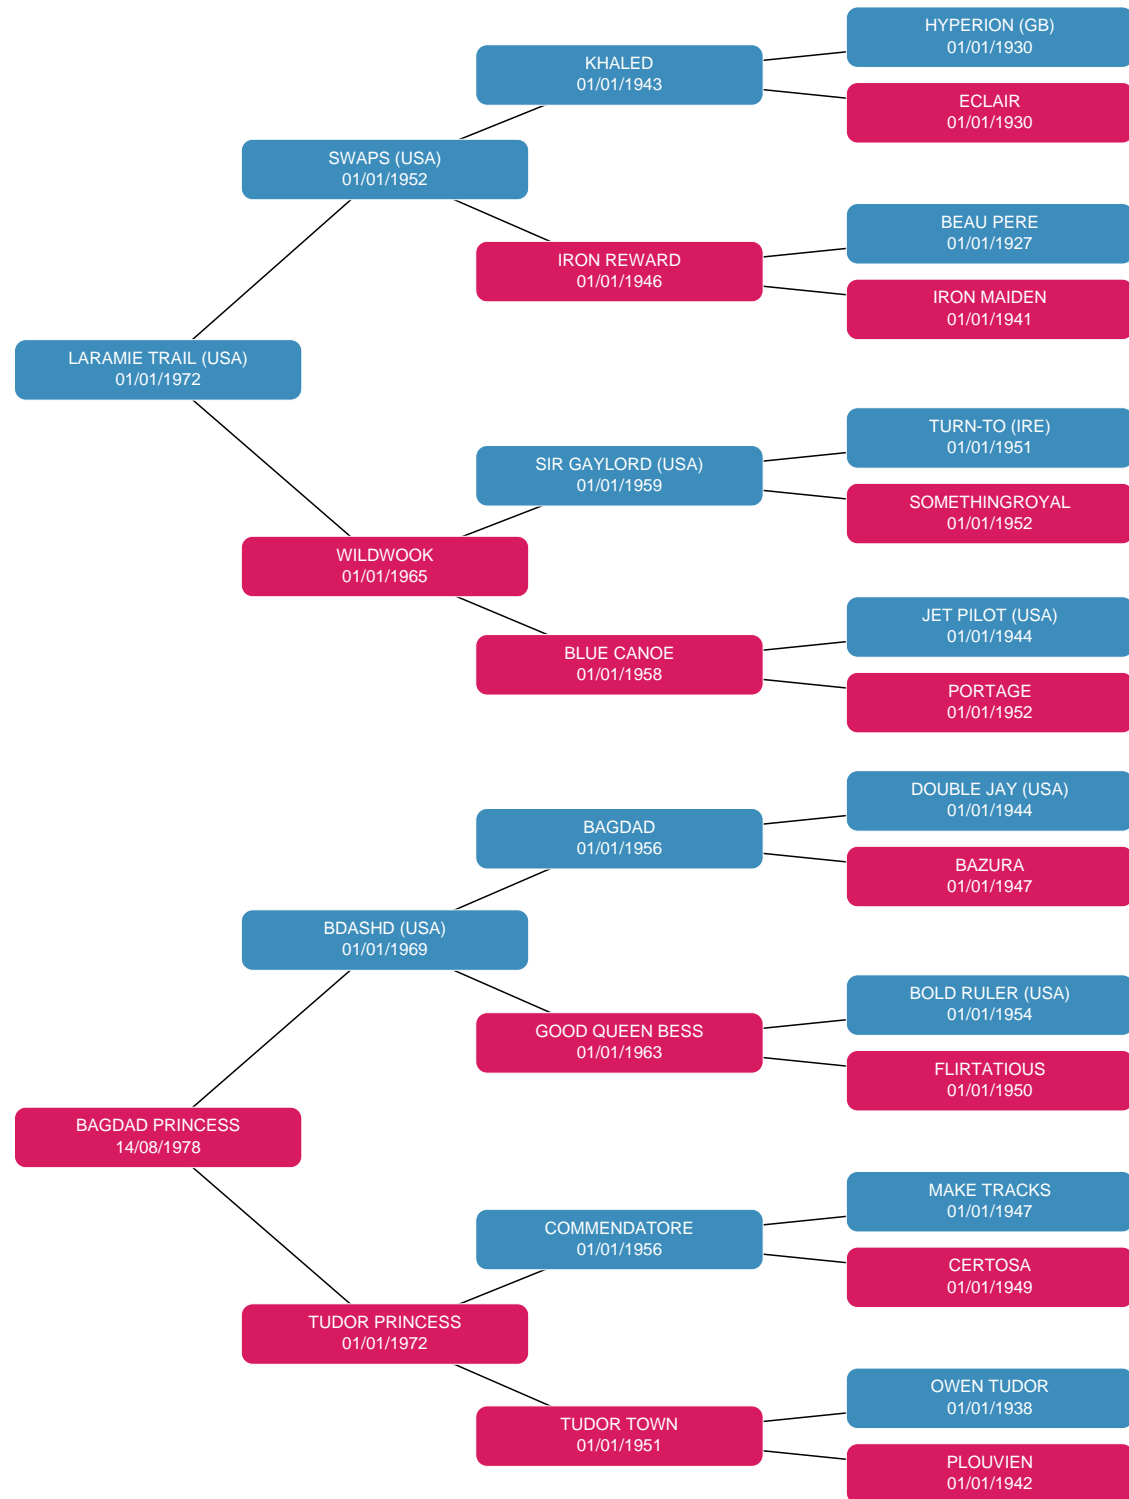 HYPERION (GB)
01/01/1930
KHALED
01/01/1943
ECLAIR
01/01/1930
SWAPS (USA)
01/01/1952
BEAU PERE
01/01/1927
IRON REWARD
01/01/1946
IRON MAIDEN
01/01/1941
LARAMIE TRAIL (USA)
01/01/1972
TURN-TO (IRE)
01/01/1951
SIR GAYLORD (USA)
01/01/1959
SOMETHINGROYAL
01/01/1952
WILDWOOK
01/01/1965
JET PILOT (USA)
01/01/1944
BLUE CANOE
01/01/1958
PORTAGE
01/01/1952
DOUBLE JAY (USA)
01/01/1944
BAGDAD
01/01/1956
BAZURA
01/01/1947
BDASHD (USA)
01/01/1969
BOLD RULER (USA)
01/01/1954
GOOD QUEEN BESS
01/01/1963
FLIRTATIOUS
01/01/1950
BAGDAD PRINCESS
14/08/1978
MAKE TRACKS
01/01/1947
COMMENDATORE
01/01/1956
CERTOSA
01/01/1949
TUDOR PRINCESS
01/01/1972
OWEN TUDOR
01/01/1938
TUDOR TOWN
01/01/1951
PLOUVIEN
01/01/1942